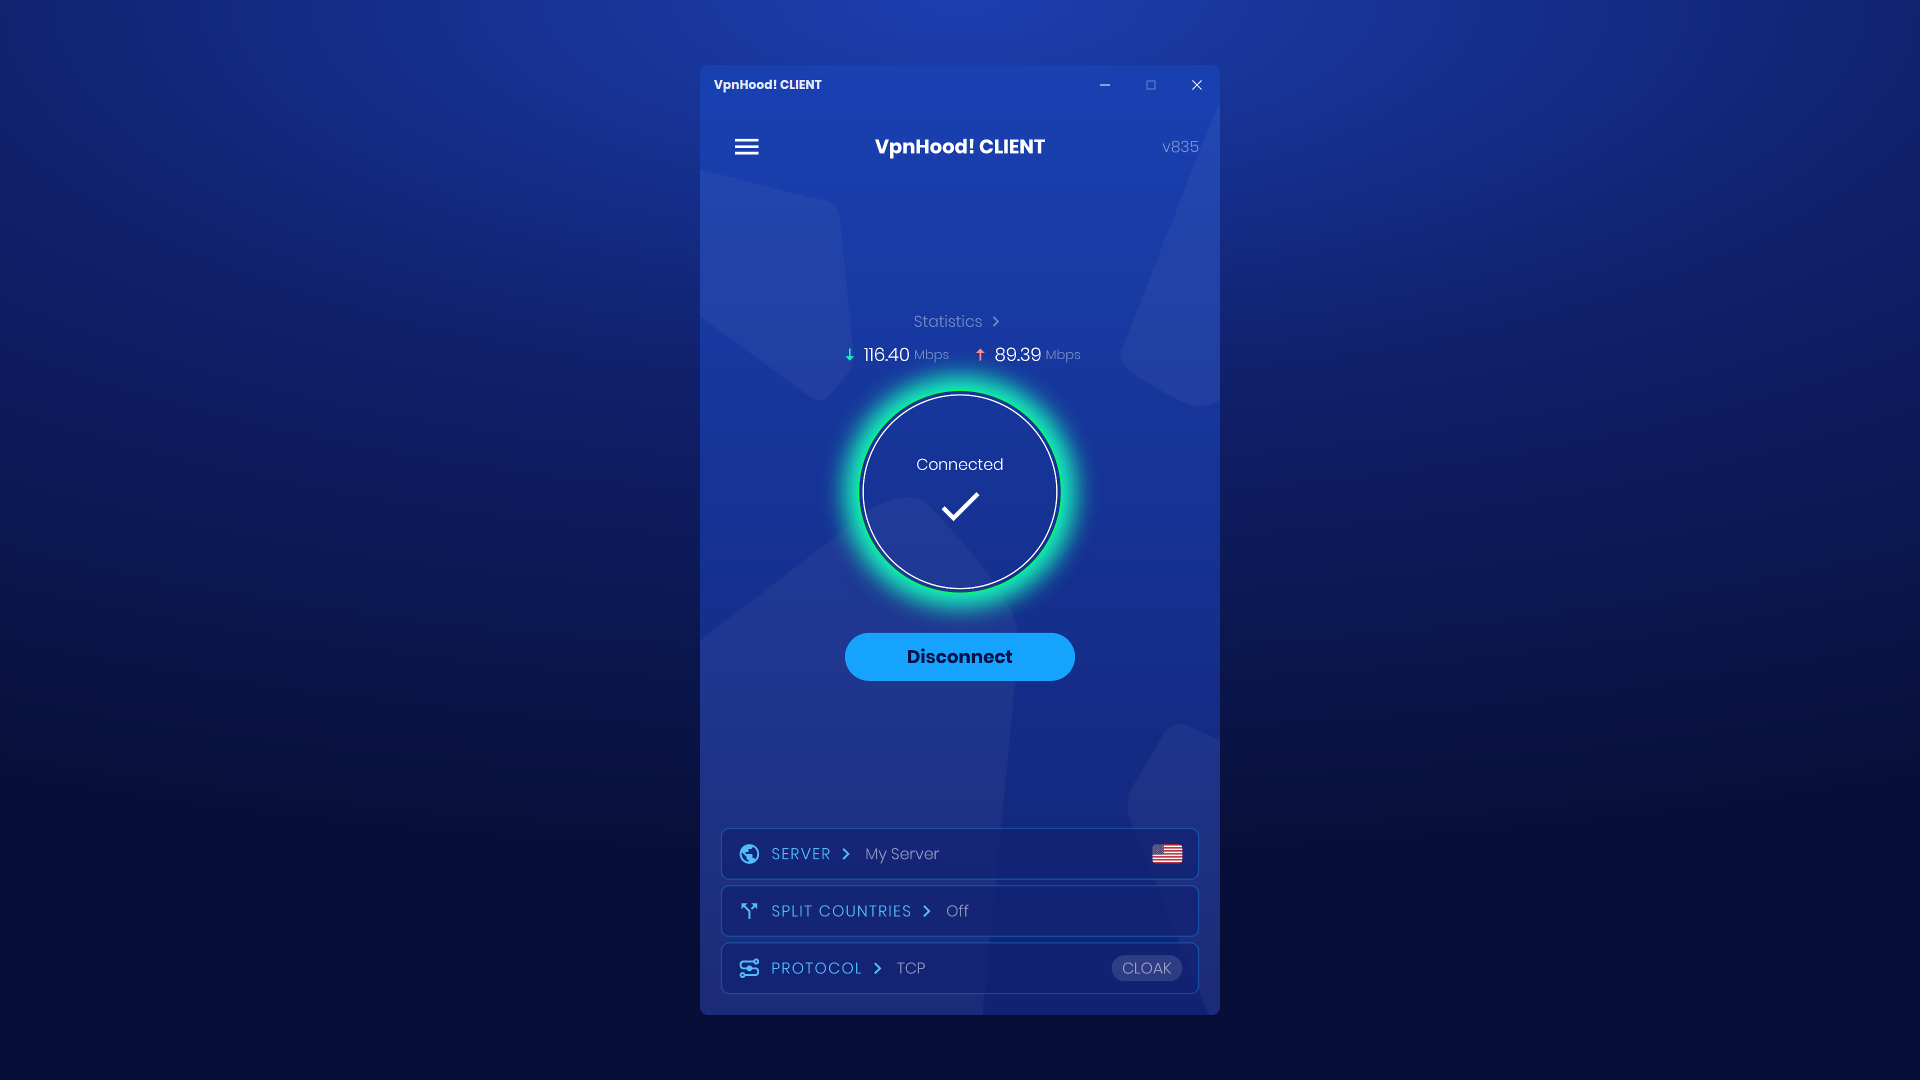 VpnHood! CLIENT
VpnHood! CLIENT v835
Statistics
116.40 Mbps 89.39 Mbps
Connected
Disconnect
SERVER My Server
SPLIT COUNTRIES Off
PROTOCOL TCP CLOAK